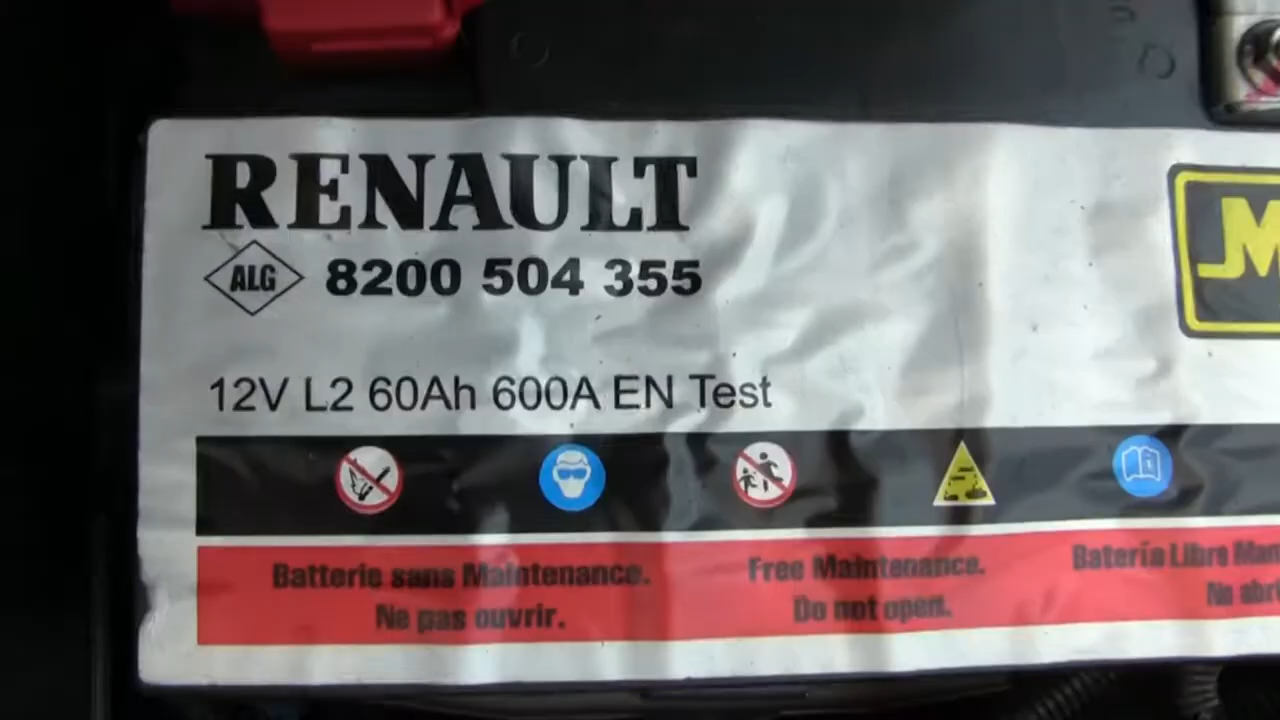 RENAULT
ALG 8200 504 355
12V L2 60Ah 600A EN Test
Batterie sans Maintenance.
Ne pas ouvrir.
Free Maintenance.
Do not open.
Batería Libre
No